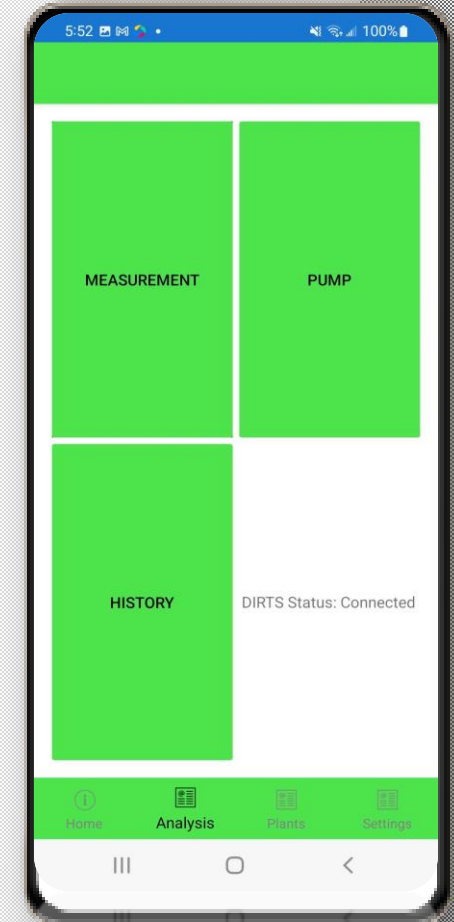 5:52
100%
MEASUREMENT
PUMP
HISTORY
DIRTS Status: Connected
Home
Analysis
Plants
Settings